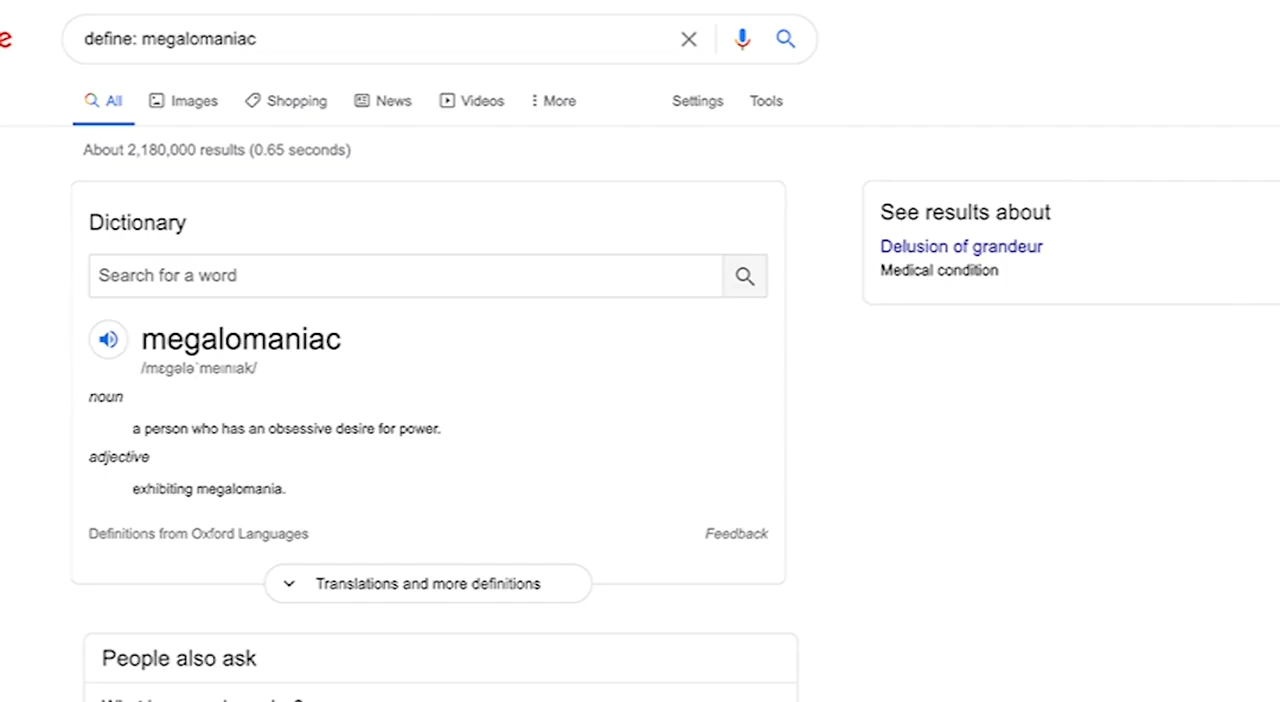 e
define: megalomaniac
All Images Shopping News Videos More Settings Tools
About 2,180,000 results (0.65 seconds)
Dictionary
Search for a word
megalomaniac
/mɛɡələˈmeɪnɪak/
noun
a person who has an obsessive desire for power.
adjective
exhibiting megalomania.
Definitions from Oxford Languages Feedback
Translations and more definitions
People also ask
See results about
Delusion of grandeur
Medical condition